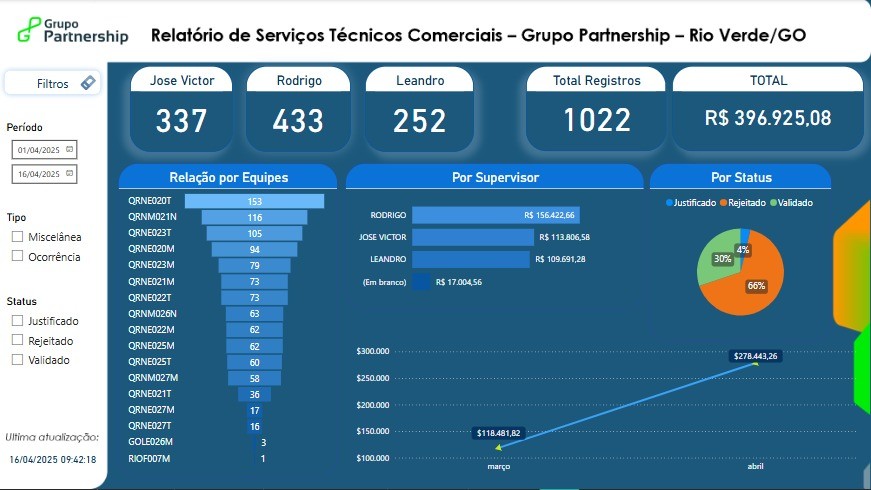 Grupo
Partnership
Relatório de Serviços Técnicos Comerciais – Grupo Partnership – Rio Verde/GO
Filtros
Período
01/04/2025
16/04/2025
Tipo
Miscelânea
Ocorrência
Status
Justificado
Rejeitado
Validado
Ultima atualização:
16/04/2025 09:42:18
Jose Victor
337
Rodrigo
433
Leandro
252
Total Registros
1022
TOTAL
R$ 396.925,08
Relação por Equipes
QRNE020T 153
QRNM021N 116
QRNE023T 105
QRNE020M 94
QRNE023M 79
QRNE021M 73
QRNE022T 73
QRNM026N 63
QRNE022M 62
QRNE025M 62
QRNE025T 60
QRNM027M 58
QRNE021T 36
QRNE027M 17
QRNE027T 16
GOLE026M 3
RIOF007M 1
Por Supervisor
RODRIGO R$ 156.422,66
JOSE VICTOR R$ 113.806,58
LEANDRO R$ 109.691,28
(Em branco) R$ 17.004,56
Por Status
Justificado Rejeitado Validado
4%
30%
66%
$300.000
$250.000
$200.000
$150.000
$100.000
$118.481,82
$278.443,26
março
abril